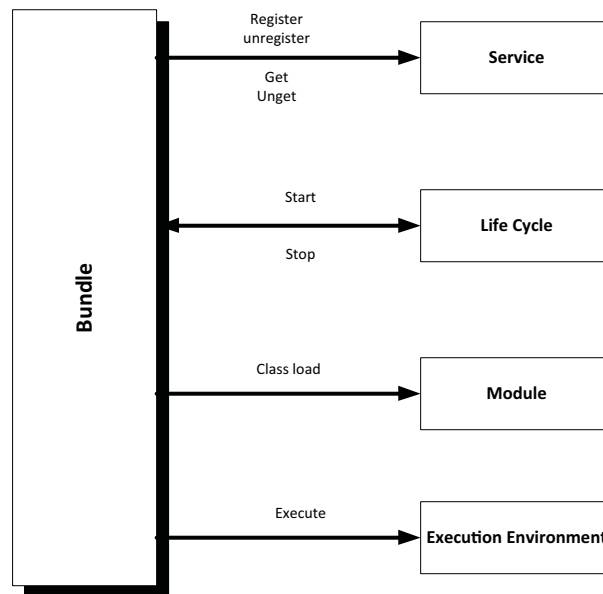 Register
unregister
Service
Get
Unget
Start
Life Cycle
Stop
Bundle
Class load
Module
Execute
Execution Environment